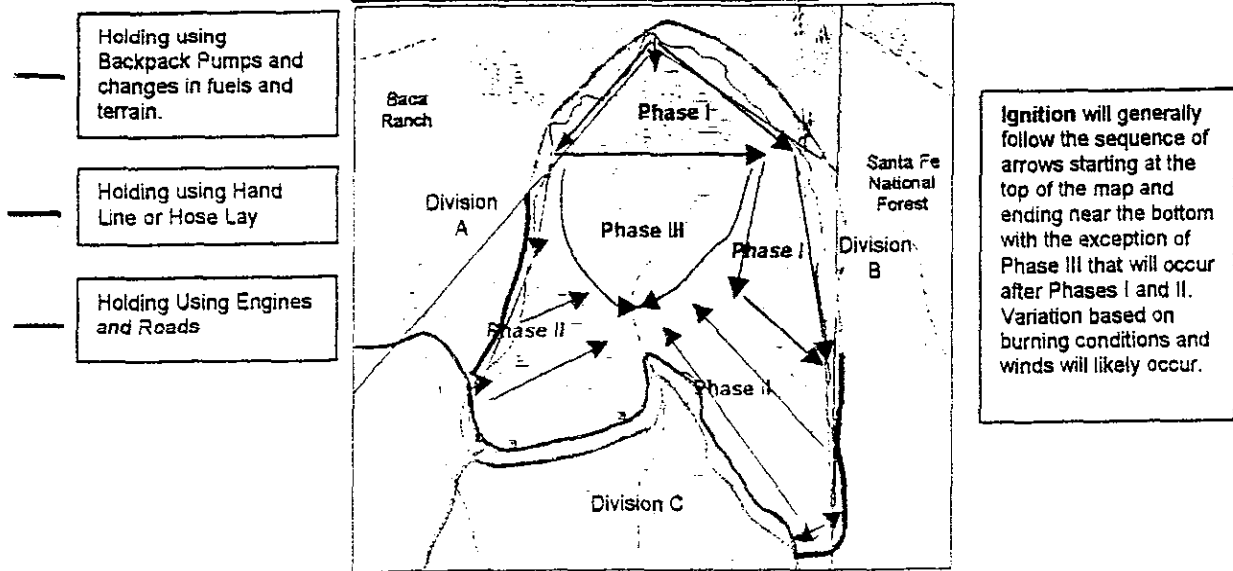 Holding using
Backpack Pumps and
changes in fuels and
terrain.
Holding using Hand
Line or Hose Lay
Holding Using Engines
and Roads
Baca
Ranch
Phase I
Santa Fe
National
Forest
Division
A
Phase III
Phase I
Division
B
Phase II
Phase II
Division C
Ignition will generally
follow the sequence of
arrows starting at the
top of the map and
ending near the bottom
with the exception of
Phase III that will occur
after Phases I and II.
Variation based on
burning conditions and
winds will likely occur.